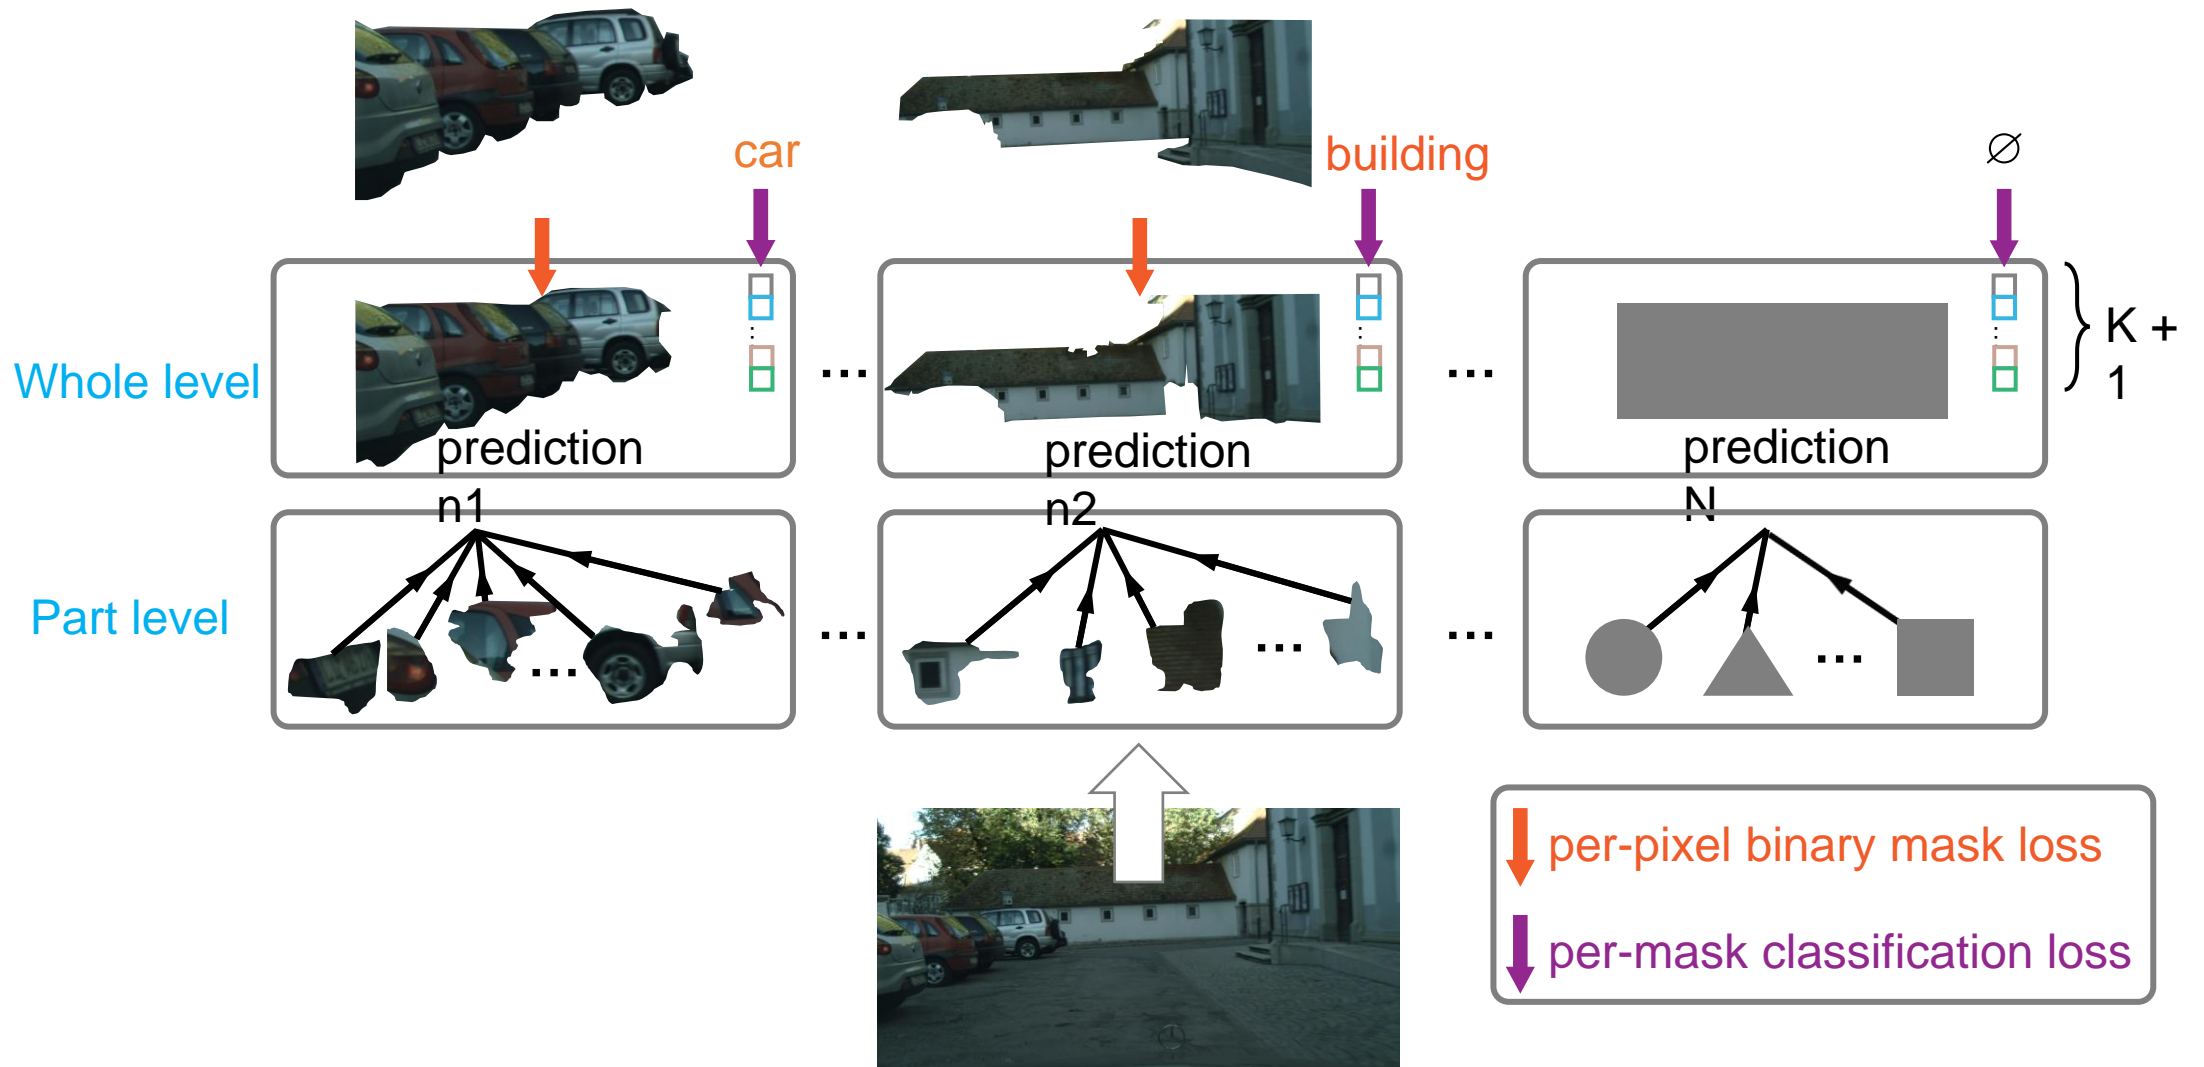 car
building
∅
Whole level
K +
1
prediction
n1
prediction
n2
prediction
N
...
...
Part level
...
...
...
...
...
per-pixel binary mask loss
per-mask classification loss